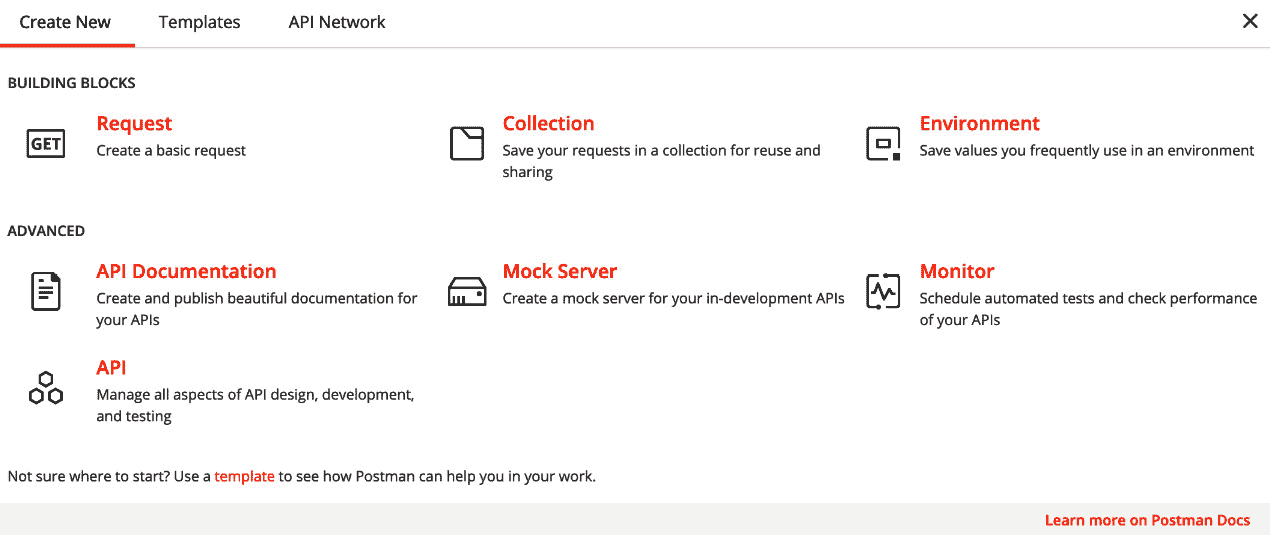 Create New Templates API Network
BUILDING BLOCKS
GET
Request
Create a basic request
Collection
Save your requests in a collection for reuse and
sharing
Environment
Save values you frequently use in an environment
ADVANCED
API Documentation
Create and publish beautiful documentation for
your APIs
Mock Server
Create a mock server for your in-development APIs
Monitor
Schedule automated tests and check performance
of your APIs
API
Manage all aspects of API design, development,
and testing
Not sure where to start? Use a template to see how Postman can help you in your work.
Learn more on Postman Docs